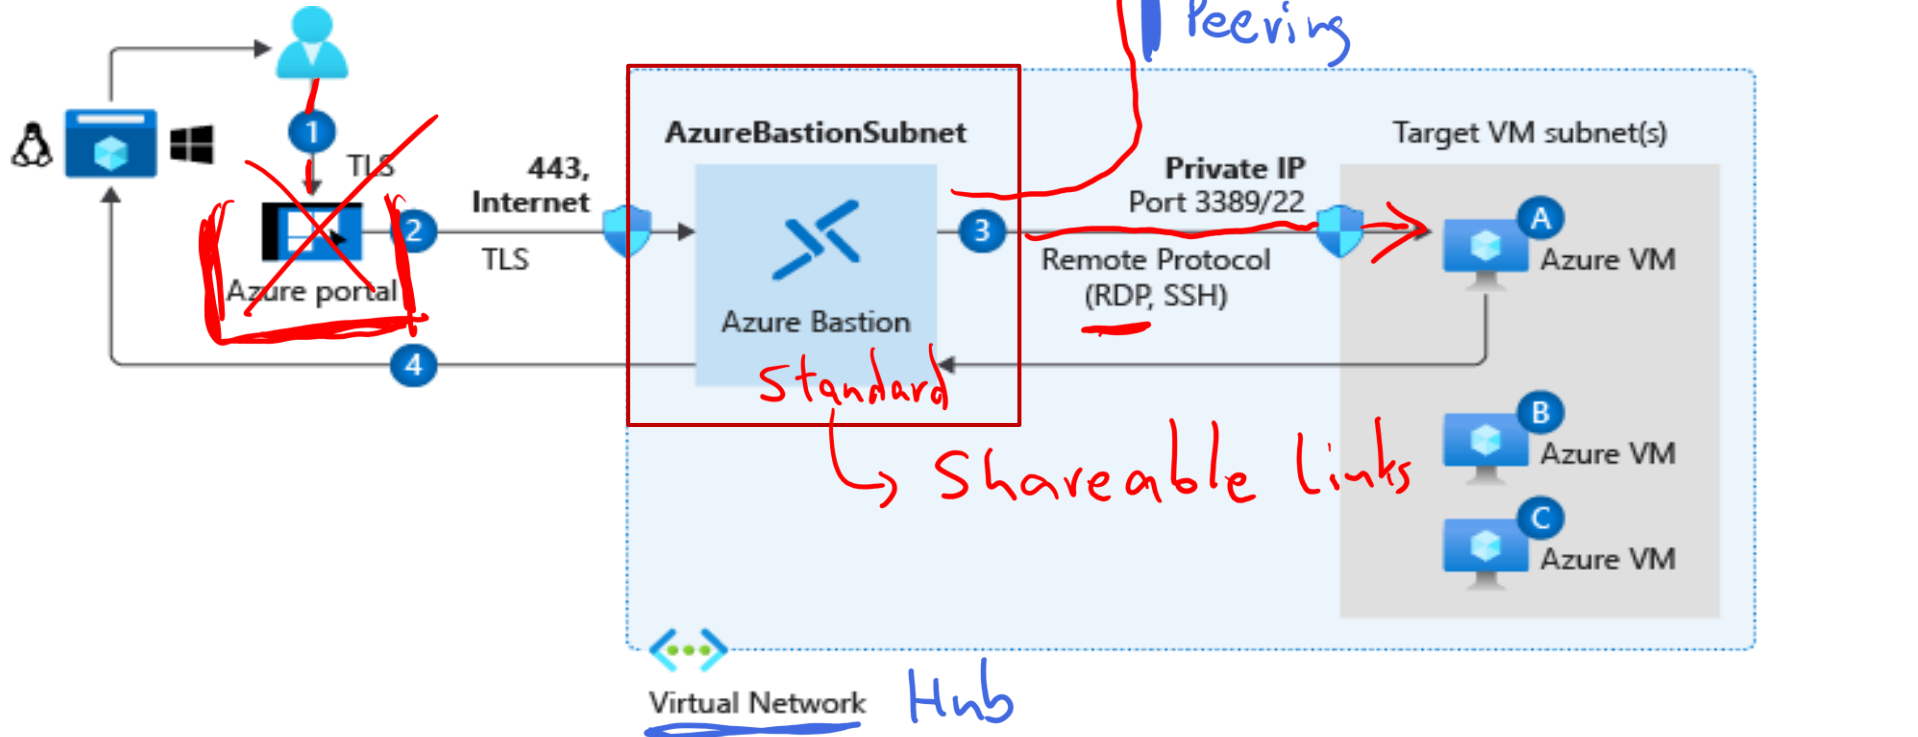 Peering
1
TLS
AzureBastionSubnet
Target VM subnet(s)
443,
Internet
2
TLS
Private IP
Port 3389/22
3
Remote Protocol
(RDP, SSH)
A
Azure VM
Azure portal
Azure Bastion
4
Standard
Shareable links
B
Azure VM
C
Azure VM
Virtual Network
Hub